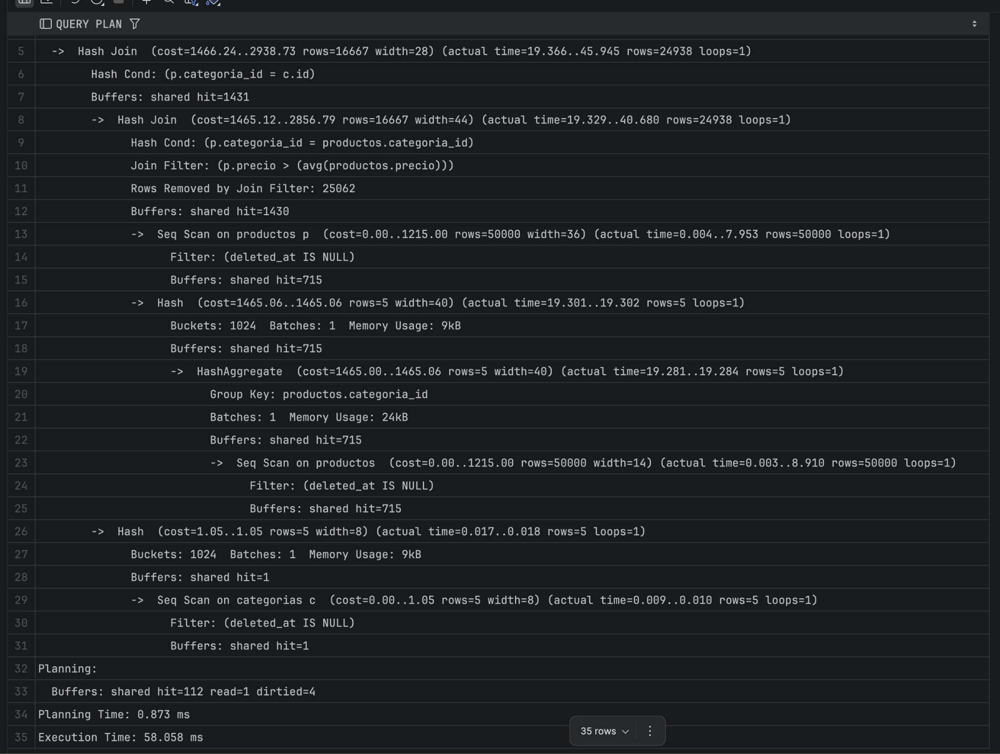 QUERY PLAN
5 -> Hash Join (cost=1466.24..2938.73 rows=16667 width=28) (actual time=19.366..45.945 rows=24938 loops=1)
6 Hash Cond: (p.categoria_id = c.id)
7 Buffers: shared hit=1431
8 -> Hash Join (cost=1465.12..2856.79 rows=16667 width=44) (actual time=19.329..40.680 rows=24938 loops=1)
9 Hash Cond: (p.categoria_id = productos.categoria_id)
10 Join Filter: (p.precio > (avg(productos.precio)))
11 Rows Removed by Join Filter: 25062
12 Buffers: shared hit=1430
13 -> Seq Scan on productos p (cost=0.00..1215.00 rows=50000 width=36) (actual time=0.004..7.953 rows=50000 loops=1)
14 Filter: (deleted_at IS NULL)
15 Buffers: shared hit=715
16 -> Hash (cost=1465.06..1465.06 rows=5 width=40) (actual time=19.301..19.302 rows=5 loops=1)
17 Buckets: 1024 Batches: 1 Memory Usage: 9kB
18 Buffers: shared hit=715
19 -> HashAggregate (cost=1465.00..1465.06 rows=5 width=40) (actual time=19.281..19.284 rows=5 loops=1)
20 Group Key: productos.categoria_id
21 Batches: 1 Memory Usage: 24kB
22 Buffers: shared hit=715
23 -> Seq Scan on productos (cost=0.00..1215.00 rows=50000 width=14) (actual time=0.003..8.910 rows=50000 loops=1)
24 Filter: (deleted_at IS NULL)
25 Buffers: shared hit=715
26 -> Hash (cost=1.05..1.05 rows=5 width=8) (actual time=0.017..0.018 rows=5 loops=1)
27 Buckets: 1024 Batches: 1 Memory Usage: 9kB
28 Buffers: shared hit=1
29 -> Seq Scan on categorias c (cost=0.00..1.05 rows=5 width=8) (actual time=0.009..0.010 rows=5 loops=1)
30 Filter: (deleted_at IS NULL)
31 Buffers: shared hit=1
32 Planning:
33 Buffers: shared hit=112 read=1 dirtied=4
34 Planning Time: 0.873 ms
35 rows
35 Execution Time: 58.058 ms